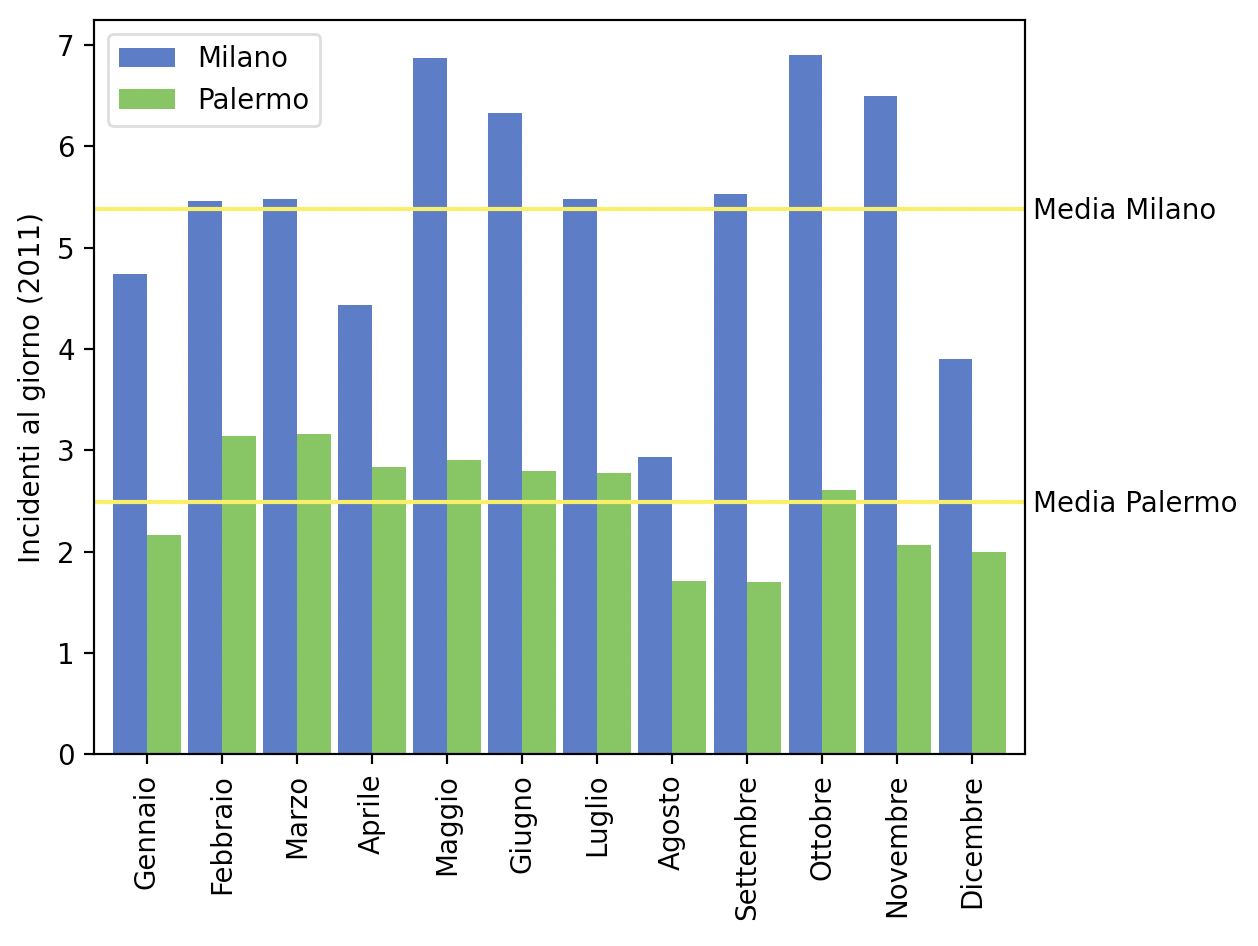 Milano
Palermo
Incidenti al giorno (2011)
7
6
5
4
3
2
1
0
Media Milano
Media Palermo
Gennaio
Febbraio
Marzo
Aprile
Maggio
Giugno
Luglio
Agosto
Settembre
Ottobre
Novembre
Dicembre